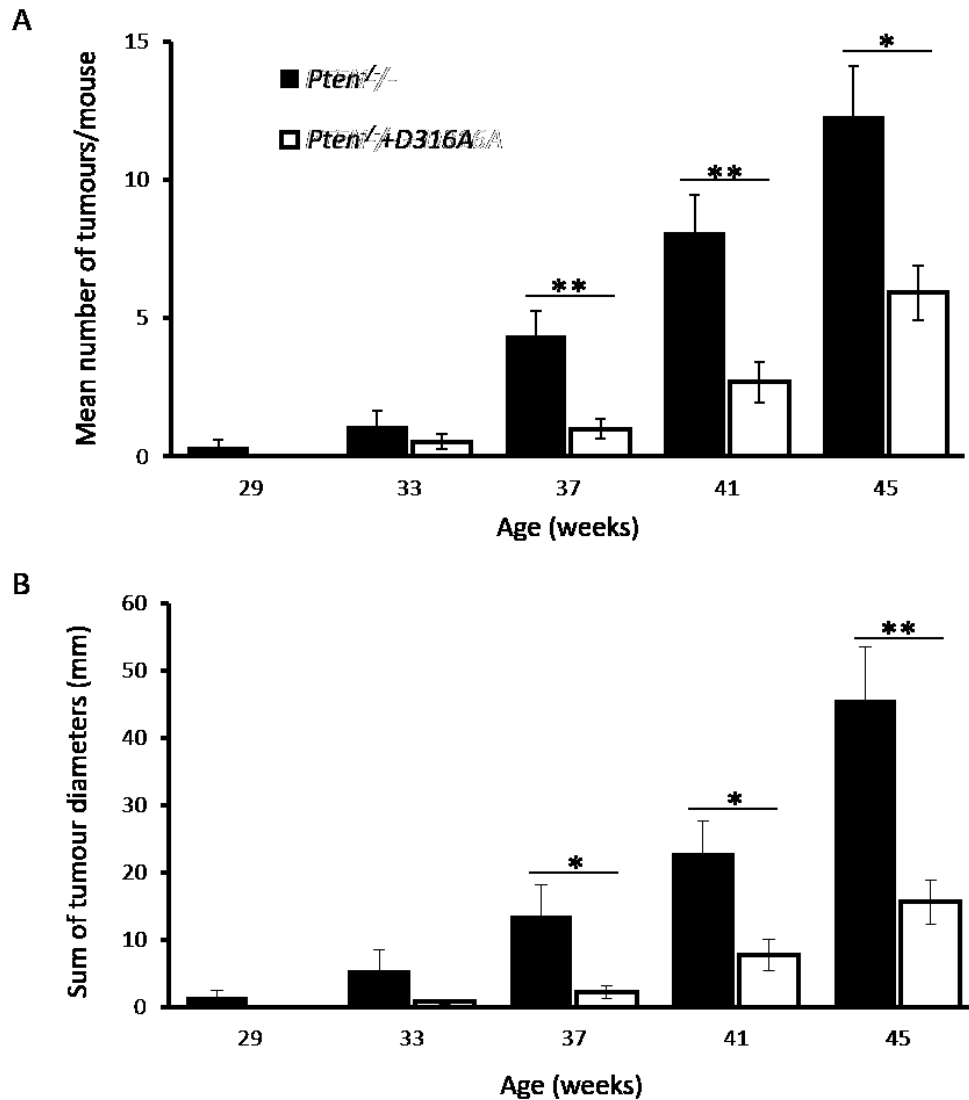 A
Mean number of tumours/mouse
15
10
5
0
Pten-/-
Pten-/-+D316A
*
**
**
29 33 37 41 45
Age (weeks)
B
Sum of tumour diameters (mm)
60
50
40
30
20
10
0
**
*
*
29 33 37 41 45
Age (weeks)